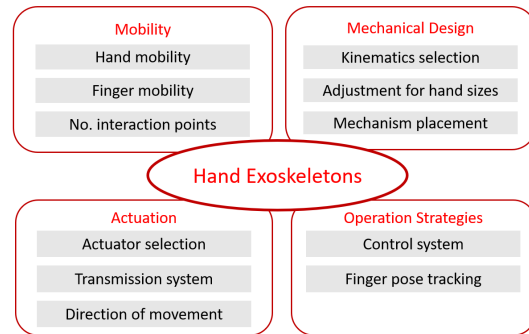 Mobility
Hand mobility
Finger mobility
No. interaction points
Mechanical Design
Kinematics selection
Adjustment for hand sizes
Mechanism placement
Hand Exoskeletons
Actuation
Actuator selection
Transmission system
Direction of movement
Operation Strategies
Control system
Finger pose tracking